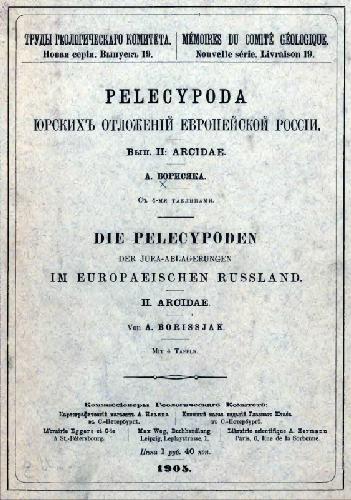 ТРУДЫ ГЕОЛОГИЧЕСКАГО КОМИТЕТА.
Новая серія. Выпускъ 19.
MÉMOIRES DU COMITÉ GÉOLOGIQUE.
Nouvelle série. Livraison 19.
PELECYPODA
ЮРСКИХЪ ОТЛОЖЕНІЙ ЕВРОПЕЙСКОЙ РОССІИ.
Вып. II: ARCIDAE.
А. БОРИСЯКА.
Съ 4-мя таблицами.
DIE PELECYPODEN
DER JURA-ABLAGERUNGEN
IM EUROPAEISCHEN RUSSLAND.
II. ARCIDAE.
Von A. BORISSJAK.
Mit 4 Tafeln.
Коммиссіонеры Геологическаго Комитета:
Картографическій магазинъ А. Ильина
въ С-Петербургѣ.
Книжный магазинъ изданій Главнаго Штаба
въ С-Петербургѣ.
Librairie Eggers et Cie
à St.-Pétersbourg.
Max Weg, Buchhandlung
Leipzig, Leplaystrasse, 1.
Librairie scientifique A. Hermann
Paris, 6, Rue de la Sorbonne.
Цѣна 1 руб. 40 коп.
1905.